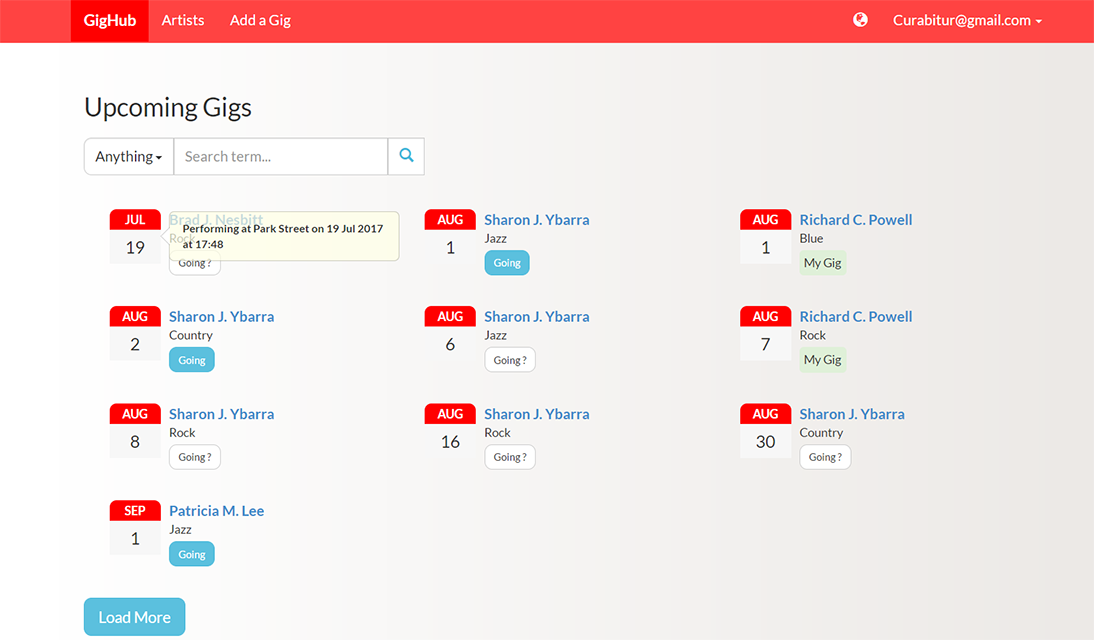 GigHub Artists Add a Gig Curabitur@gmail.com
Upcoming Gigs
Anything Search term...
JUL
19
Brad J. Nesbitt
Rock
Performing at Park Street on 19 Jul 2017
at 17:48
Going ?
AUG
1
Sharon J. Ybarra
Jazz
Going
AUG
1
Richard C. Powell
Blue
My Gig
AUG
2
Sharon J. Ybarra
Country
Going
AUG
6
Sharon J. Ybarra
Jazz
Going ?
AUG
7
Richard C. Powell
Rock
My Gig
AUG
8
Sharon J. Ybarra
Rock
Going ?
AUG
16
Sharon J. Ybarra
Rock
Going ?
AUG
30
Sharon J. Ybarra
Country
Going ?
SEP
1
Patricia M. Lee
Jazz
Going
Load More